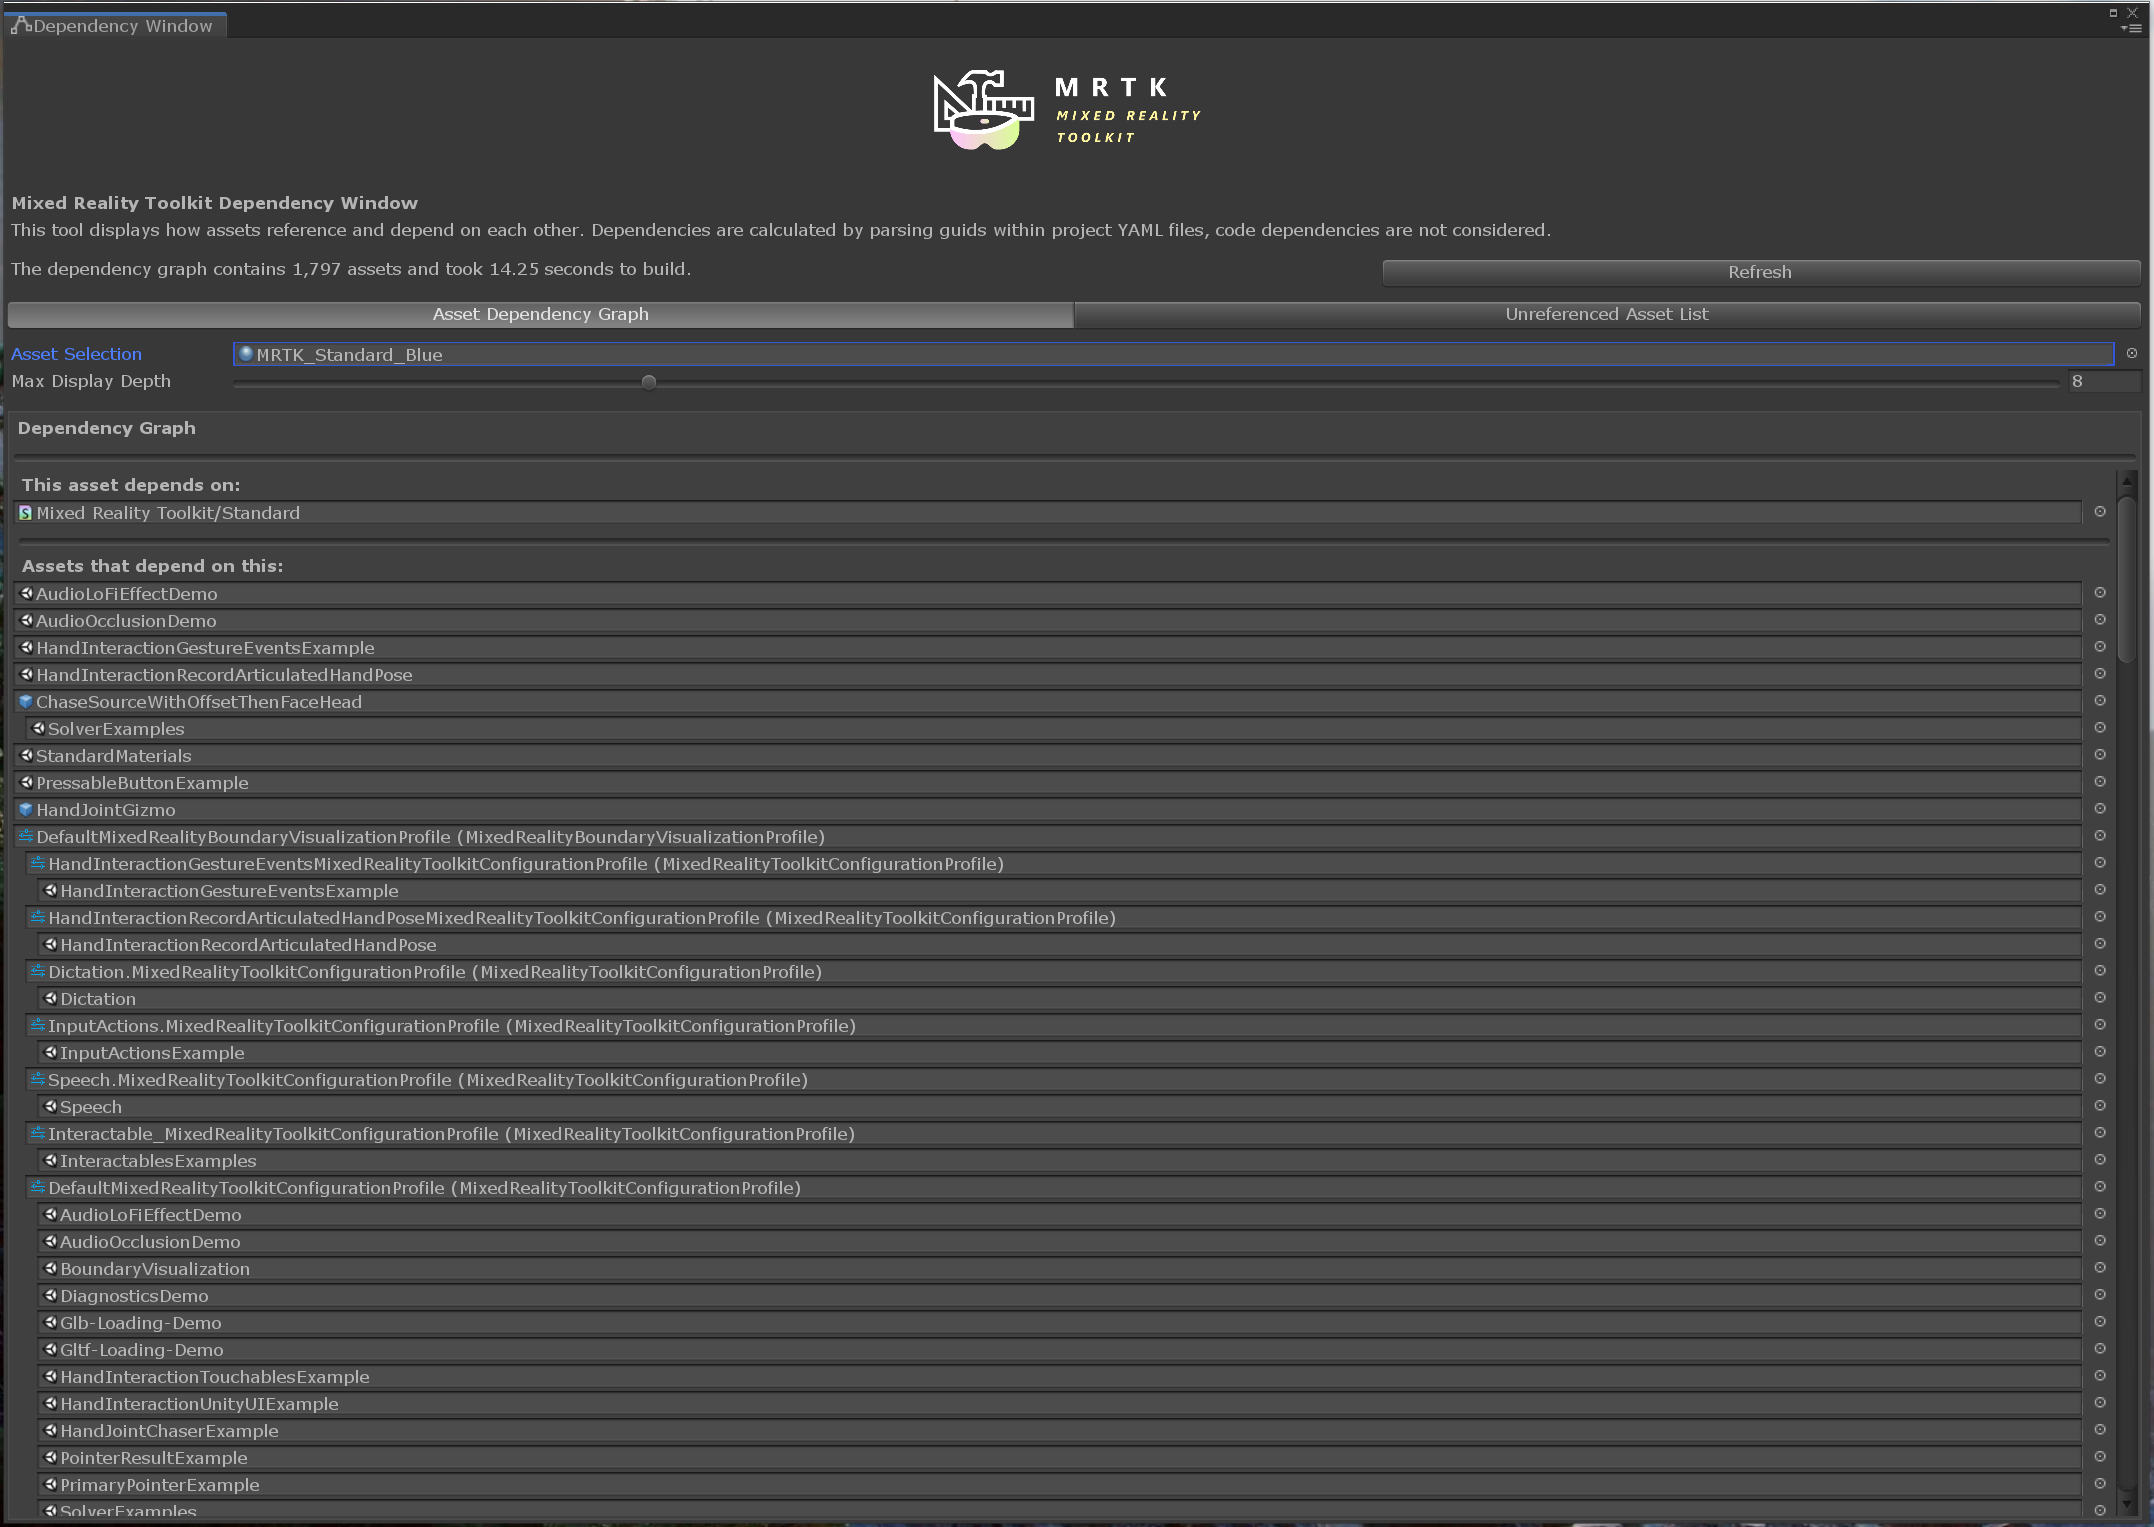 Dependency Window
MRTK
MIXED REALITY
TOOLKIT
Mixed Reality Toolkit Dependency Window
This tool displays how assets reference and depend on each other. Dependencies are calculated by parsing guids within project YAML files, code dependencies are not considered.
The dependency graph contains 1,797 assets and took 14.25 seconds to build.
Refresh
Asset Dependency Graph
Unreferenced Asset List
Asset Selection
MRTK_Standard_Blue
Max Display Depth
8
Dependency Graph
This asset depends on:
Mixed Reality Toolkit/Standard
Assets that depend on this:
AudioLoFiEffectDemo
AudioOcclusionDemo
HandInteractionGestureEventsExample
HandInteractionRecordArticulatedHandPose
ChaseSourceWithOffsetThenFaceHead
SolverExamples
StandardMaterials
PressableButtonExample
HandJointGizmo
DefaultMixedRealityBoundaryVisualizationProfile (MixedRealityBoundaryVisualizationProfile)
HandInteractionGestureEventsMixedRealityToolkitConfigurationProfile (MixedRealityToolkitConfigurationProfile)
HandInteractionGestureEventsExample
HandInteractionRecordArticulatedHandPoseMixedRealityToolkitConfigurationProfile (MixedRealityToolkitConfigurationProfile)
HandInteractionRecordArticulatedHandPose
Dictation.MixedRealityToolkitConfigurationProfile (MixedRealityToolkitConfigurationProfile)
Dictation
InputActions.MixedRealityToolkitConfigurationProfile (MixedRealityToolkitConfigurationProfile)
InputActionsExample
Speech.MixedRealityToolkitConfigurationProfile (MixedRealityToolkitConfigurationProfile)
Speech
Interactable_MixedRealityToolkitConfigurationProfile (MixedRealityToolkitConfigurationProfile)
InteractablesExamples
DefaultMixedRealityToolkitConfigurationProfile (MixedRealityToolkitConfigurationProfile)
AudioLoFiEffectDemo
AudioOcclusionDemo
BoundaryVisualization
DiagnosticsDemo
Glb-Loading-Demo
Gltf-Loading-Demo
HandInteractionTouchablesExample
HandInteractionUnityUIExample
HandJointChaserExample
PointerResultExample
PrimaryPointerExample
SolverExamples